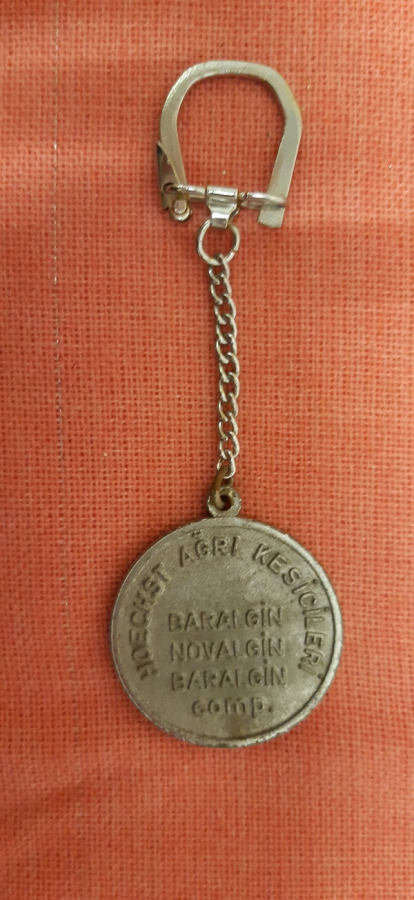 HOECHST AĞRI KESİCİLERİ
BARALGİN
NOVALGİN
BARALGİN
comp.